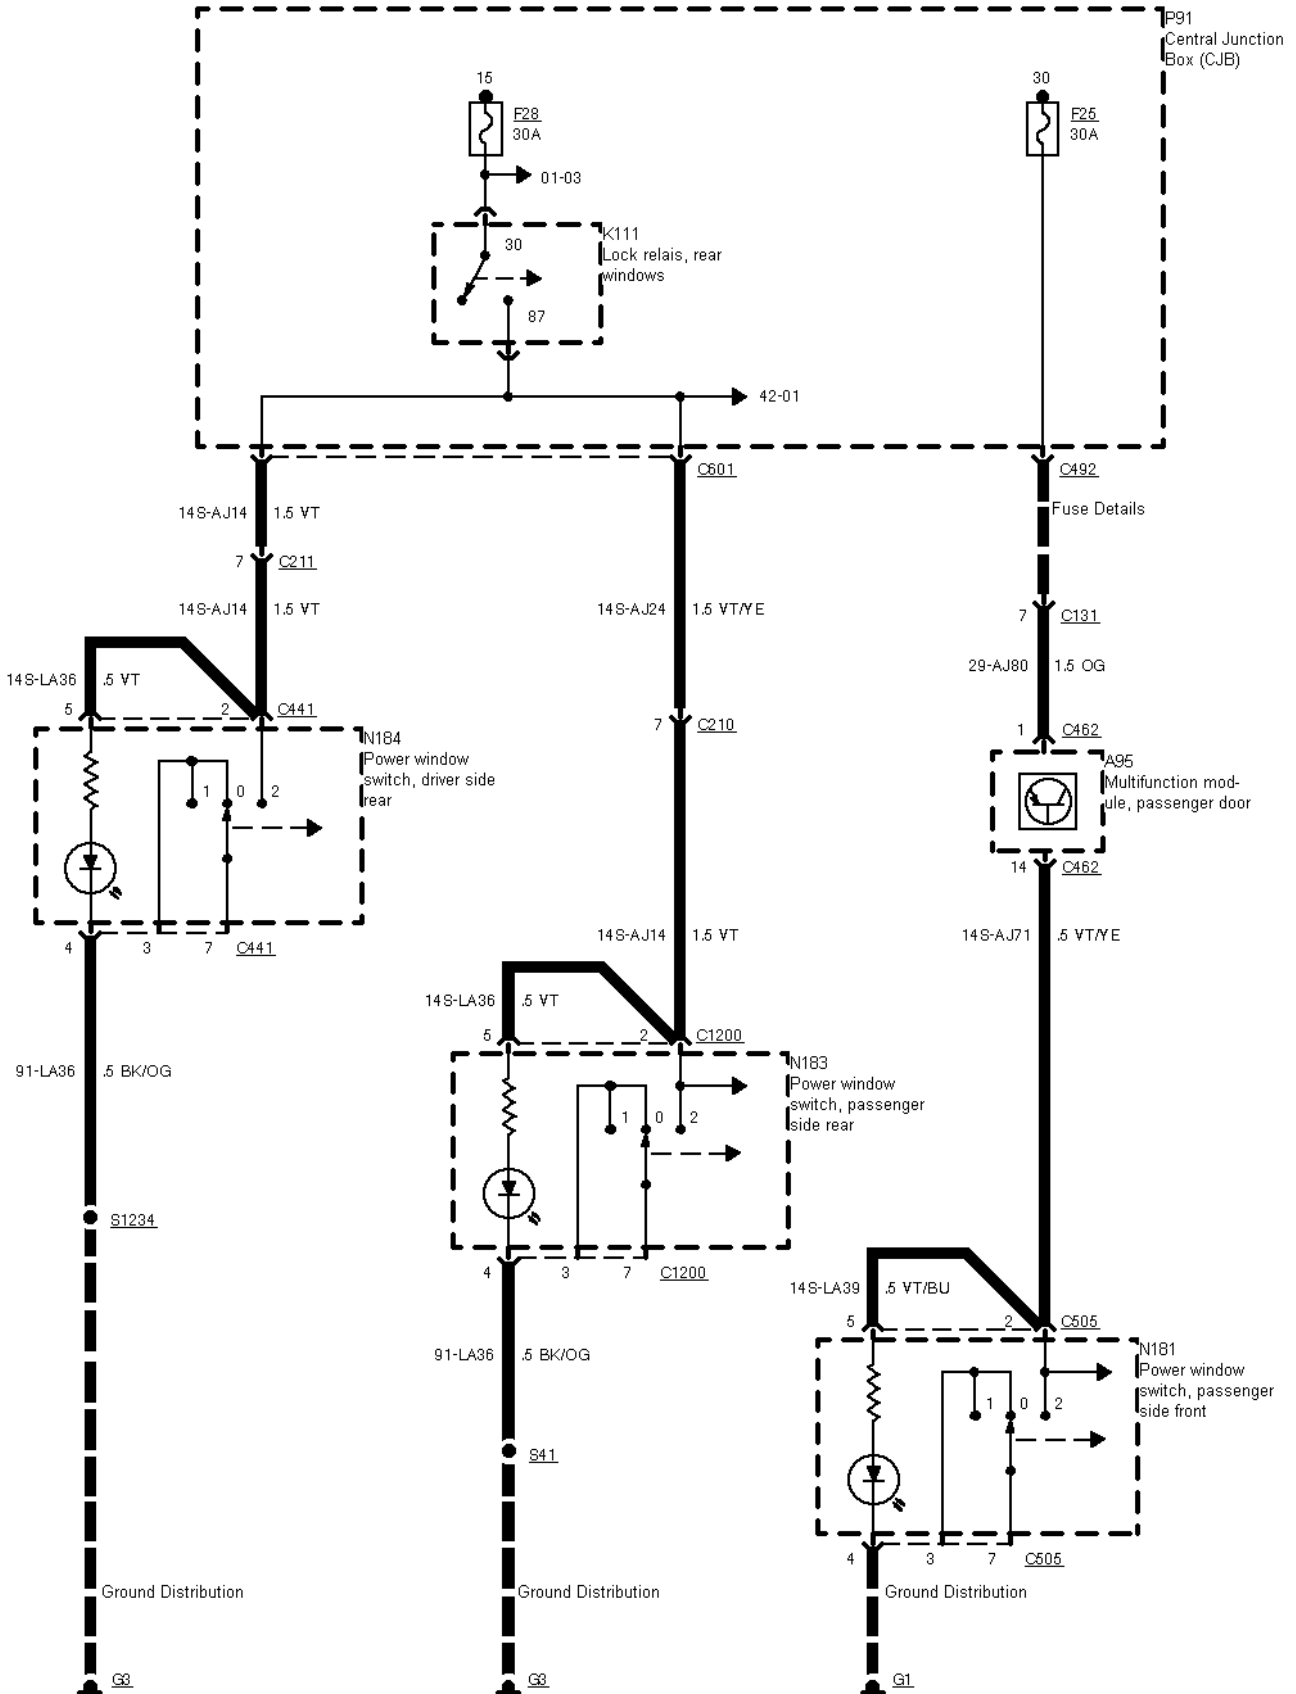 P91
Central Junction
Box (CJB)
15
30
F28
30A
F25
30A
01-03
K111
Lock relais, rear
windows
30
87
42-01
C601
C492
14S-AJ14
1.5 VT
Fuse Details
7
C211
14S-AJ14
1.5 VT
14S-AJ24
1.5 VT/YE
7
C131
29-AJ80
1.5 OG
14S-LA36
.5 VT
5
2
C441
7
C210
1
C462
N184
Power window
switch, driver side
rear
1
0
2
A95
Multifunction mod-
ule, passenger door
14
C462
4
3
7
C441
14S-AJ14
1.5 VT
14S-AJ71
.5 VT/YE
14S-LA36
.5 VT
5
2
C1200
91-LA36
.5 BK/OG
N183
Power window
switch, passenger
side rear
1
0
2
S1234
4
3
7
C1200
14S-LA39
.5 VT/BU
5
2
C505
91-LA36
.5 BK/OG
N181
Power window
switch, passenger
side front
1
0
2
S41
4
3
7
C505
Ground Distribution
Ground Distribution
Ground Distribution
G3
G3
G1